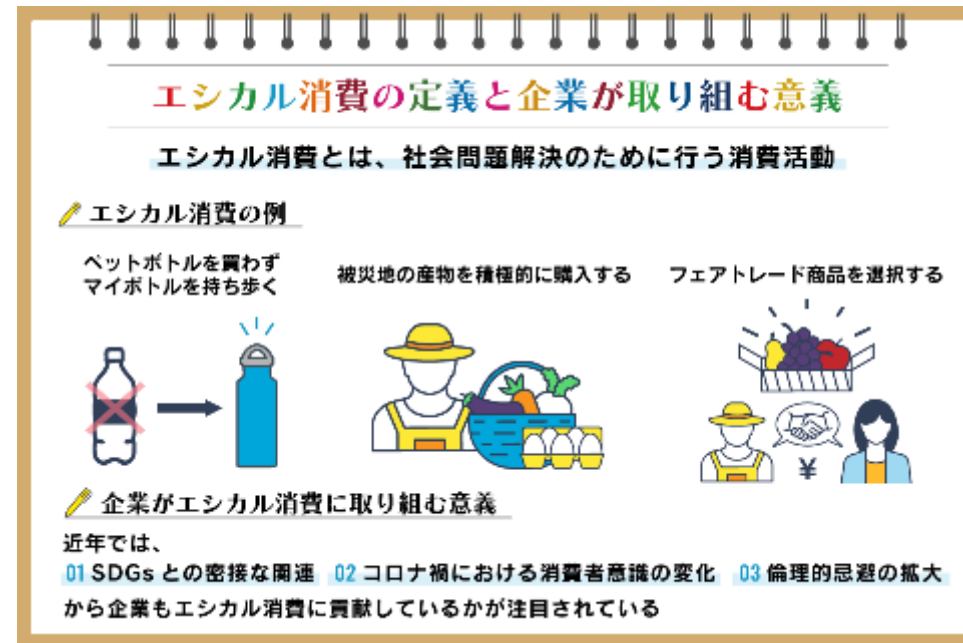 エシカル消費の定義と企業が取り組む意義
エシカル消費とは、社会問題解決のために行う消費活動
エシカル消費の例
ペットボトルを買わず
マイボトルを持ち歩く
被災地の産物を積極的に購入する
フェアトレード商品を選択する
¥
企業がエシカル消費に取り組む意義
近年では、
01 SDGs との密接な関連 02 コロナ禍における消費者意識の変化 03 倫理的忌避の拡大
から企業もエシカル消費に貢献しているかが注目されている